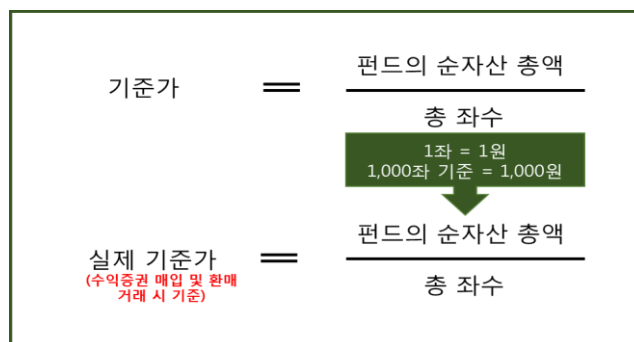 기준가 = 펀드의 순자산 총액
총 좌수
1좌 = 1원
1,000좌 기준 = 1,000원
실제 기준가 = 펀드의 순자산 총액
(수익증권 매입 및 환매
거래 시 기준)
총 좌수